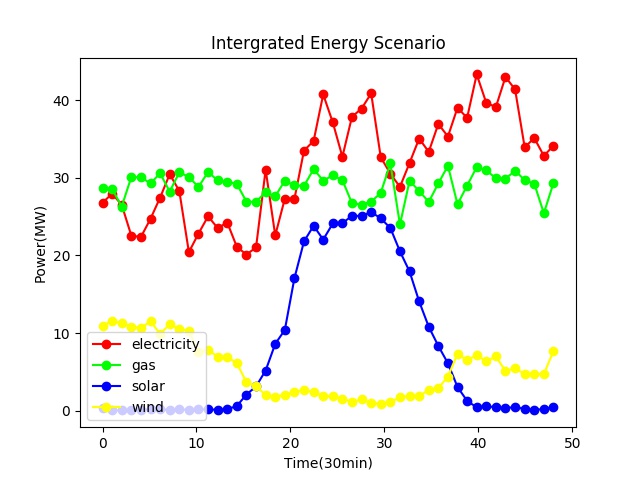 Intergrated Energy Scenario
Power(MW)
40
30
20
10
0
electricity
gas
solar
wind
0 10 20 30 40 50
Time(30min)